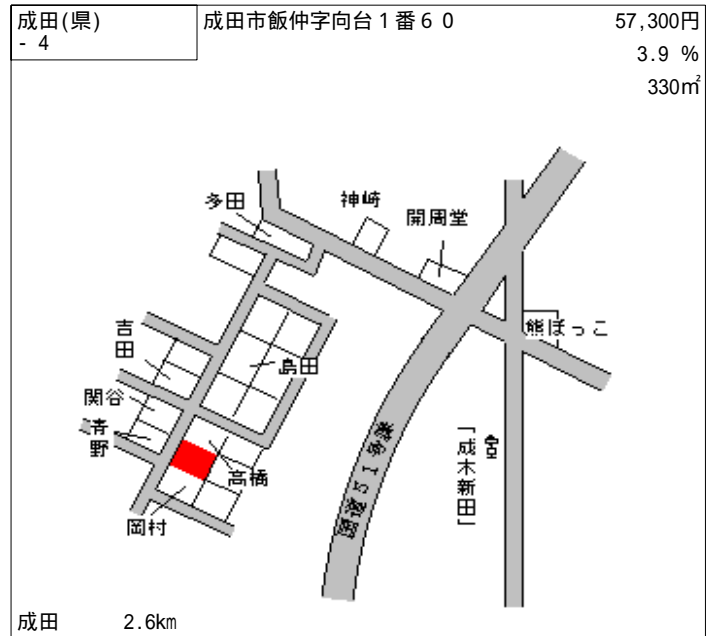 成田(県)
- 4
成田市飯仲字向台１番６０
57,300円
3.9 %
330㎡
多田
神崎
開周堂
熊ぼっこ
吉田
島田
関谷
青野
高橋
岡村
国道５１号線
「成木新田」
成田 2.6km